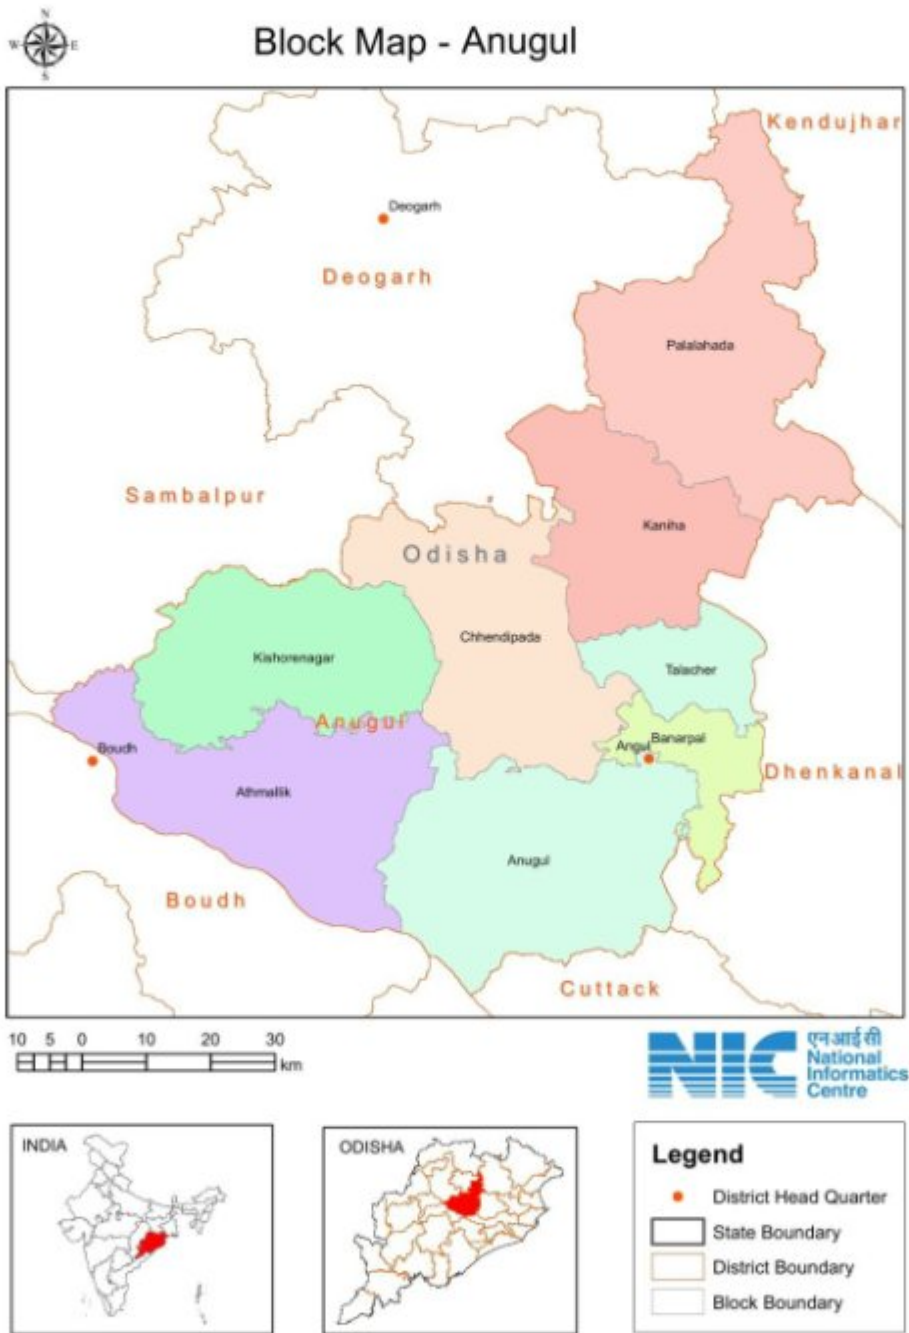 N
W E
S
Block Map - Anugul
Kendujhar
Deogarh
Deogarh
Palalahada
Sambalpur
Kaniha
Odisha
Chhendipada
Kishorenagar
Talacher
Anugul
Banarpal
Angul
Boudh
Dhenkanal
Athmallik
Anugul
Boudh
Cuttack
10 5 0 10 20 30
km
NIC
एन आई सी
National
Informatics
Centre
INDIA
ODISHA
Legend
District Head Quarter
State Boundary
District Boundary
Block Boundary